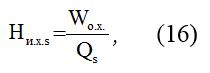 Hи.х.s = Wо.х. / Qs , (16)